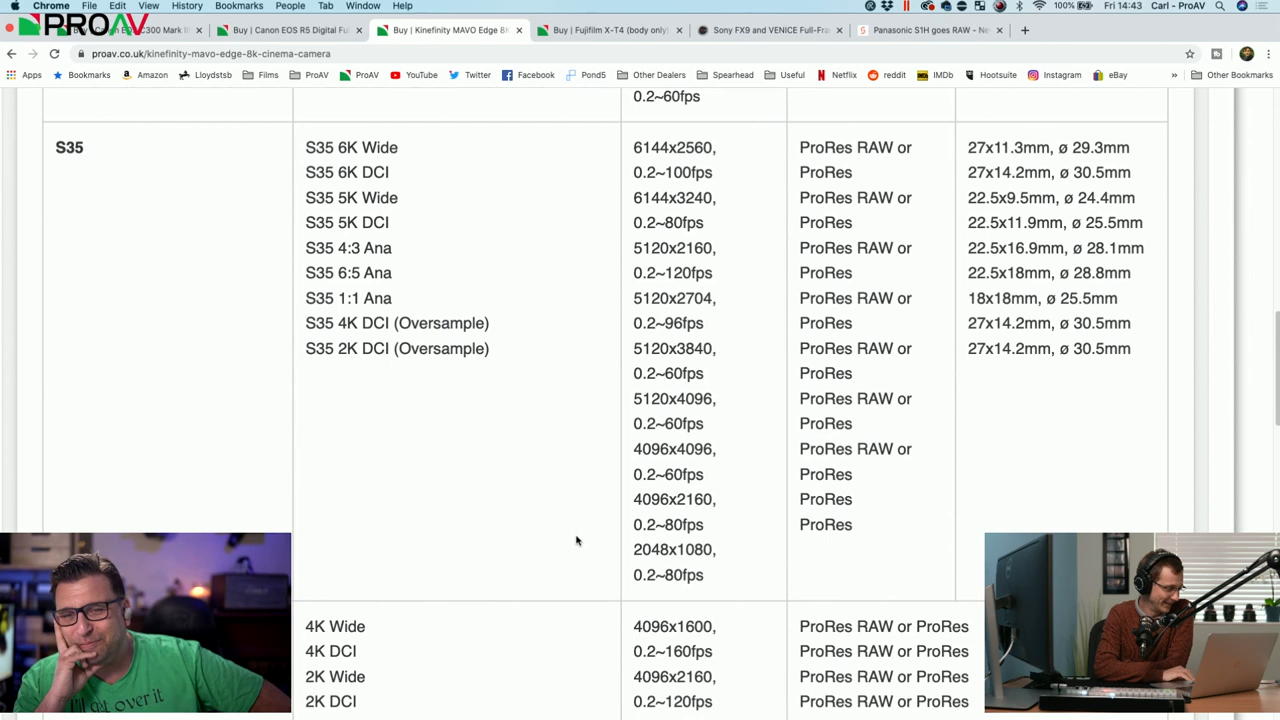 Chrome File Edit View History Bookmarks People Tab Window Help
100% Fri 14:43 Carl - ProAV
PROAV
Buy | Canon EOS R5 Digital Ful
Buy | Kinefinity MAVO Edge 8K
Buy | Fujifilm X-T4 (body only)
Sony FX9 and VENICE Full-Fra
Panasonic S1H goes RAW - Ne
proav.co.uk/kinefinity-mavo-edge-8k-cinema-camera
Apps Bookmarks Amazon Lloydstsb Films ProAV ProAV YouTube Twitter Facebook Pond5 Other Dealers Spearhead Useful Netflix reddit IMDb Hootsuite Instagram eBay » Other Bookmarks
0.2~60fps
S35
S35 6K Wide
S35 6K DCI
S35 5K Wide
S35 5K DCI
S35 4:3 Ana
S35 6:5 Ana
S35 1:1 Ana
S35 4K DCI (Oversample)
S35 2K DCI (Oversample)
6144x2560,
0.2~100fps
6144x3240,
0.2~80fps
5120x2160,
0.2~120fps
5120x2704,
0.2~96fps
5120x3840,
0.2~60fps
5120x4096,
0.2~60fps
4096x4096,
0.2~60fps
4096x2160,
0.2~80fps
2048x1080,
0.2~80fps
ProRes RAW or
ProRes
ProRes RAW or
ProRes
ProRes RAW or
ProRes
ProRes RAW or
ProRes
ProRes RAW or
ProRes
ProRes RAW or
ProRes
ProRes RAW or
ProRes
ProRes
ProRes
27x11.3mm, ø 29.3mm
27x14.2mm, ø 30.5mm
22.5x9.5mm, ø 24.4mm
22.5x11.9mm, ø 25.5mm
22.5x16.9mm, ø 28.1mm
22.5x18mm, ø 28.8mm
18x18mm, ø 25.5mm
27x14.2mm, ø 30.5mm
27x14.2mm, ø 30.5mm
4K Wide
4K DCI
2K Wide
2K DCI
4096x1600,
0.2~160fps
4096x2160,
0.2~120fps
ProRes RAW or ProRes
ProRes RAW or ProRes
ProRes RAW or ProRes
ProRes RAW or ProRes
I'll get over it